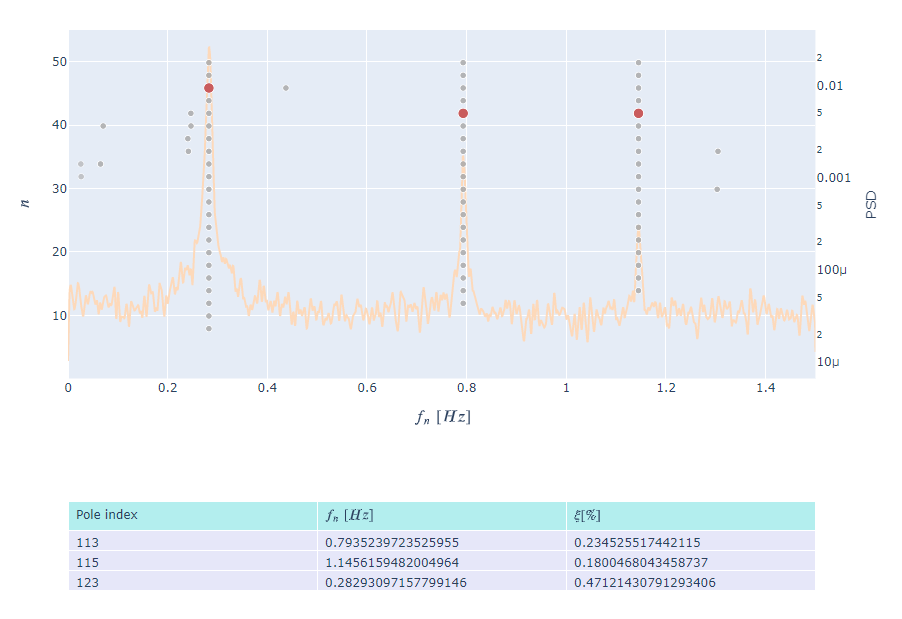 50
40
30
20
10
n
2
0.01
5
2
0.001
5
2
100μ
5
2
10μ
PSD
0 0.2 0.4 0.6 0.8 1 1.2 1.4
fn [Hz]
Pole index fn [Hz] ξ[%]
113 0.7935239723525955 0.234525517442115
115 1.1456159482004964 0.1800468043458737
123 0.28293097157799146 0.47121430791293406